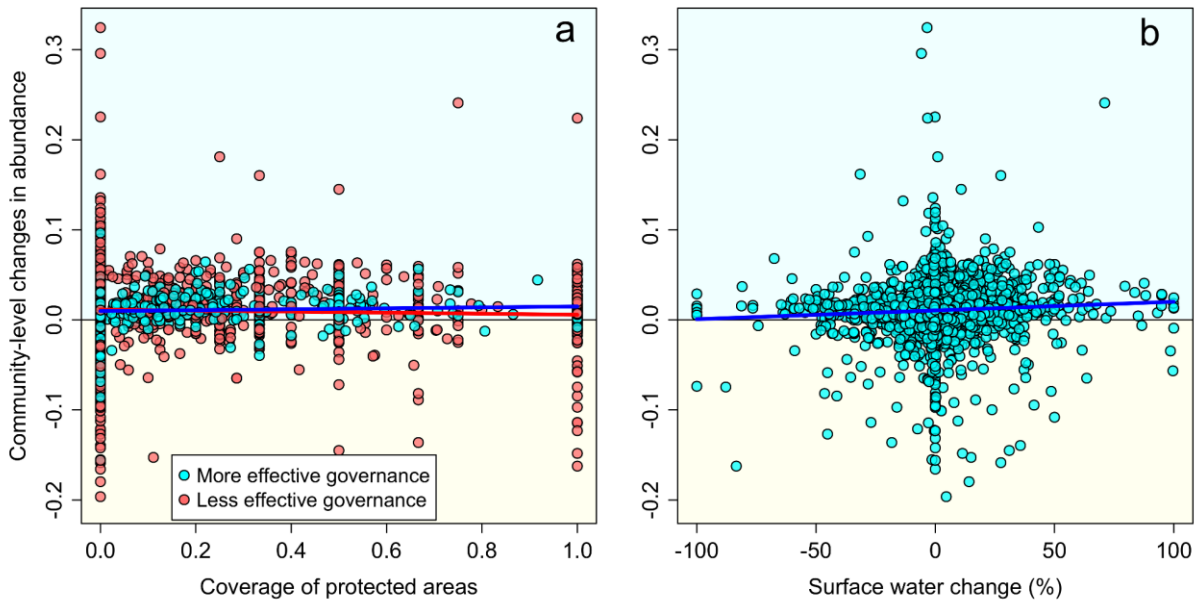 a
b
Community-level changes in abundance
0.3
0.2
0.1
0.0
-0.1
-0.2
More effective governance
Less effective governance
0.0 0.2 0.4 0.6 0.8 1.0
Coverage of protected areas
0.3
0.2
0.1
0.0
-0.1
-0.2
-100 -50 0 50 100
Surface water change (%)